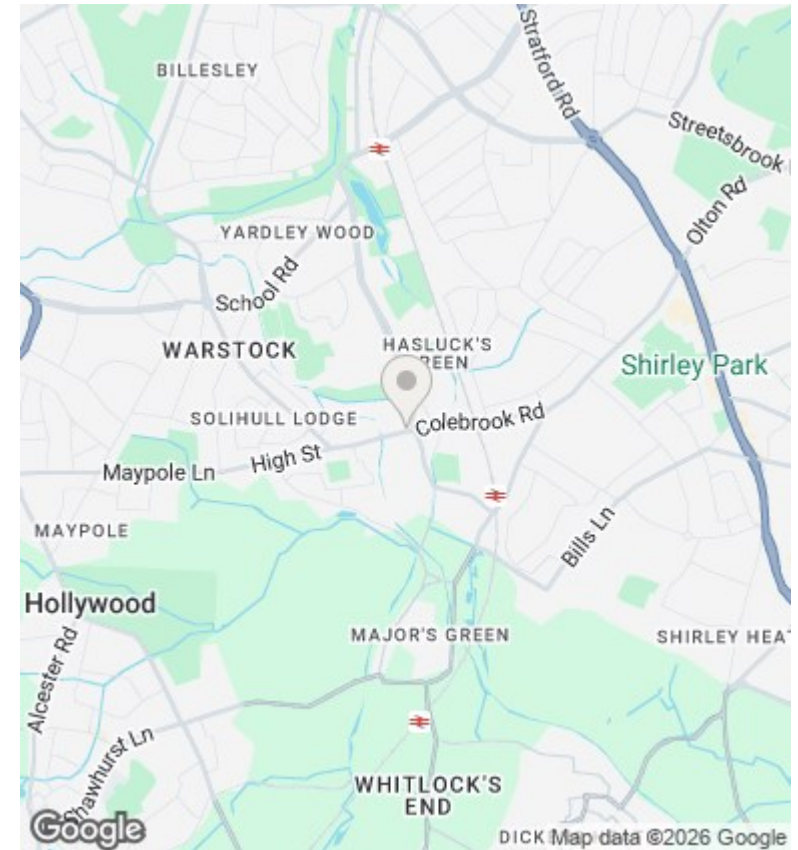 BILLESLEY
Stratford Rd
Streetsbrook
Olton Rd
YARDLEY WOOD
School Rd
WARSTOCK
HASLUCK'S
GREEN
Shirley Park
SOLIHULL LODGE
Colebrook Rd
High St
Maypole Ln
MAYPOLE
Bills Ln
Hollywood
MAJOR'S GREEN
SHIRLEY HEAT
Alcester Rd
Shawhurst Ln
WHITLOCK'S
END
Google
DICK
Map data ©2026 Google